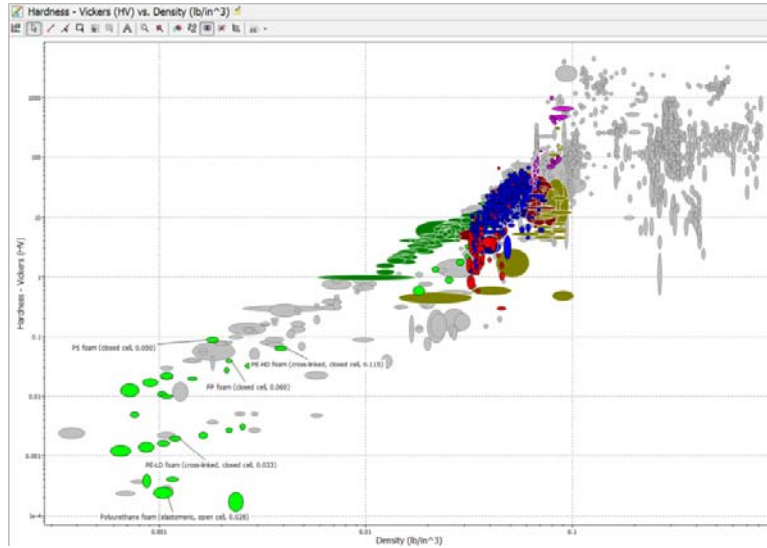 Hardness - Vickers (HV) vs. Density (lb/in^3)
Hardness - Vickers (HV)
1000
100
10
1
0.1
0.01
0.001
1e-4
PS foam (closed cell, 0.050)
PE-HD foam (cross-linked, closed cell, 0.115)
PP foam (closed cell, 0.060)
PE-LD foam (cross-linked, closed cell, 0.033)
Polyurethane foam (elastomeric, open cell, 0.028)
0.001
0.01
0.1
Density (lb/in^3)